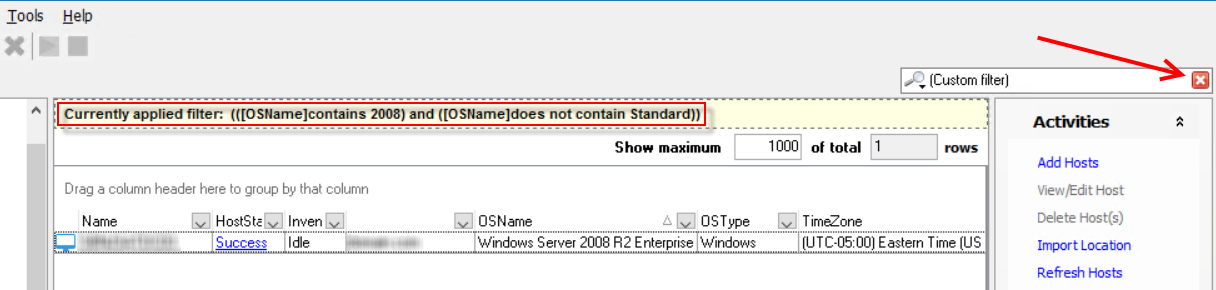 Tools Help
(Custom filter)
Currently applied filter: (([OSName]contains 2008) and ([OSName]does not contain Standard))
Activities
Show maximum 1000 of total 1 rows
Add Hosts
Drag a column header here to group by that column
View/Edit Host
Delete Host(s)
Name HostSta Inven OSName OSType TimeZone
Success Idle Windows Server 2008 R2 Enterprise Windows (UTC-05:00) Eastern Time (US
Import Location
Refresh Hosts